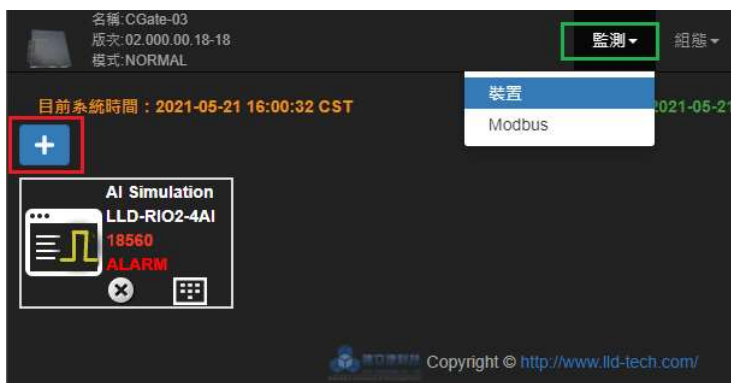 名稱:CGate-03
版次:02.000.00.18-18
模式:NORMAL
監測
組態
裝置
Modbus
目前系統時間：2021-05-21 16:00:32 CST
2021-05-21
AI Simulation
LLD-RIO2-4AI
18560
ALARM
Copyright © http://www.lld-tech.com/